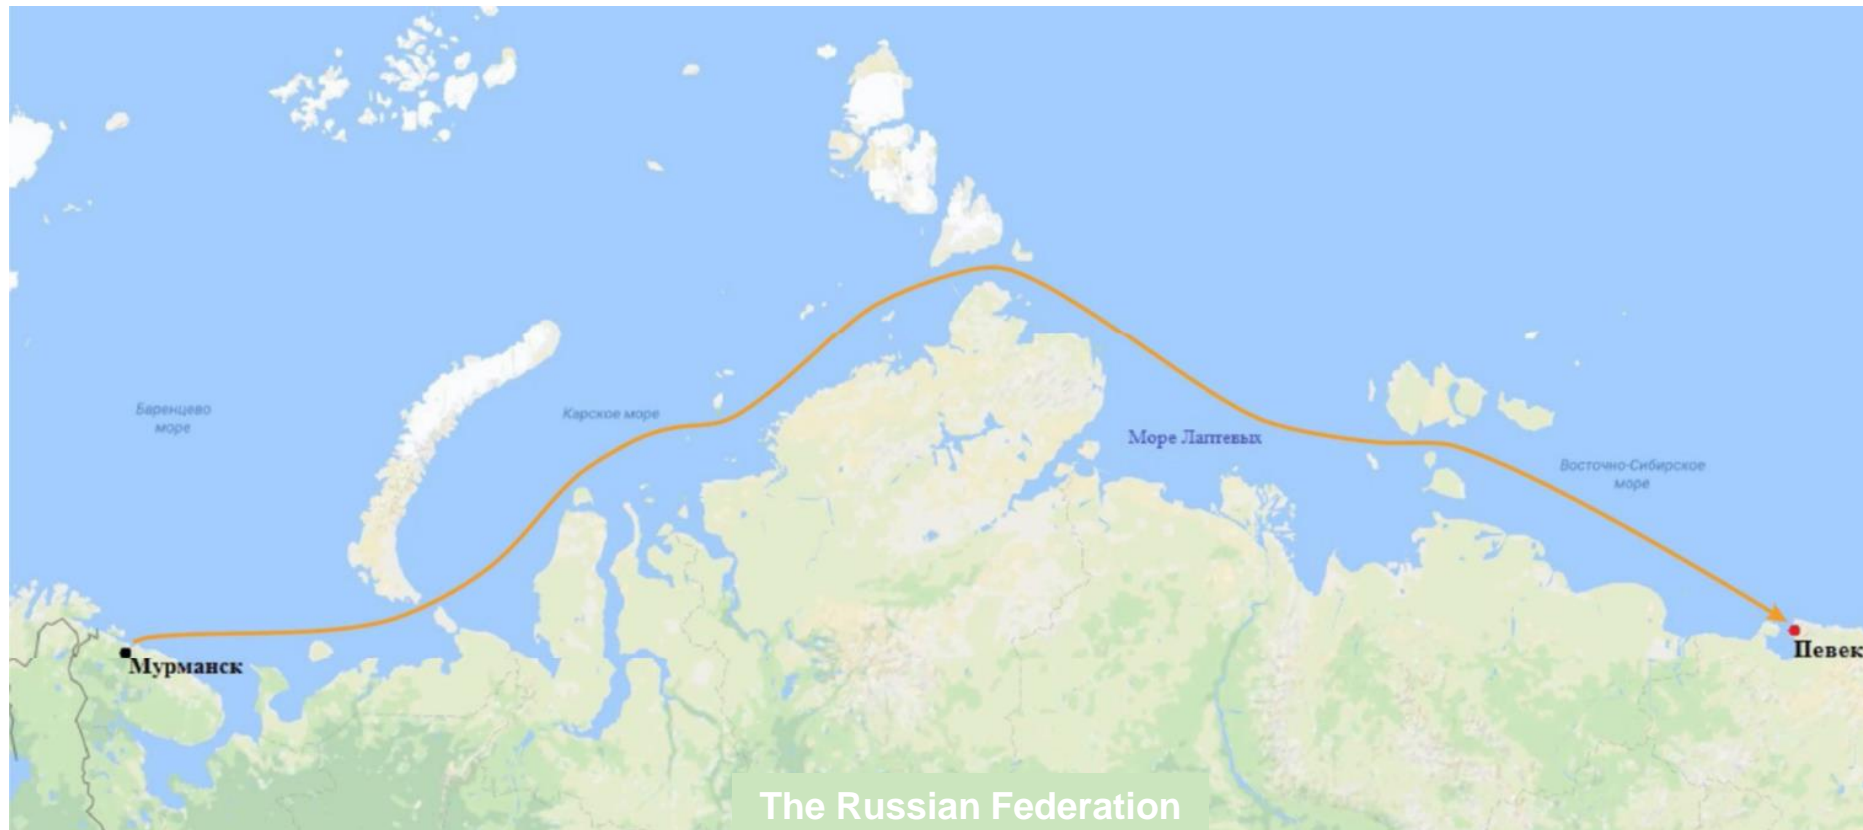 Баренцево
море
Карское море
Море Лаптевых
Восточно-Сибирское
море
Мурманск
Певек
The Russian Federation